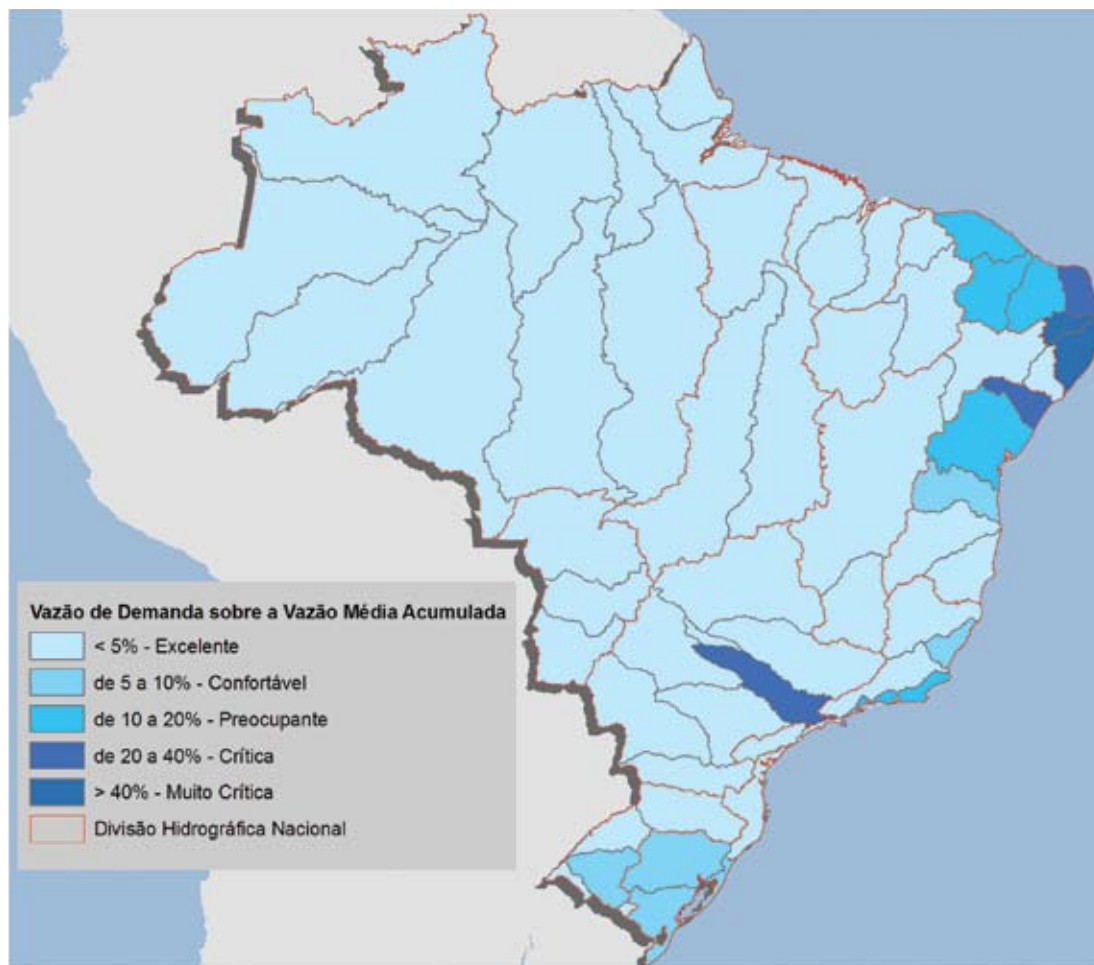 Vazão de Demanda sobre a Vazão Média Acumulada
< 5% - Excelente
de 5 a 10% - Confortável
de 10 a 20% - Preocupante
de 20 a 40% - Crítica
> 40% - Muito Crítica
Divisão Hidrográfica Nacional